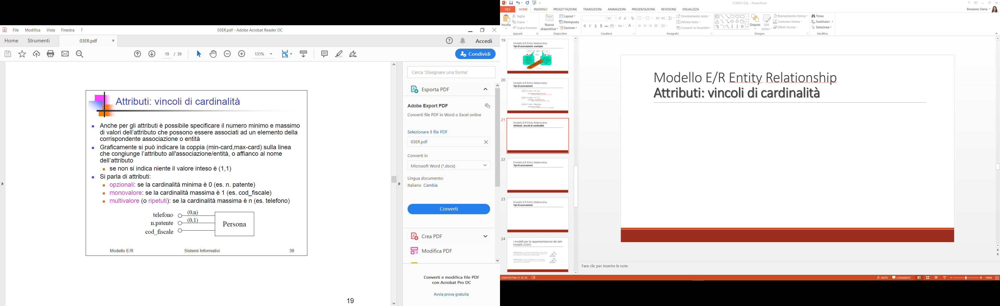 File Modifica Vista Finestra ?
03ER.pdf - Adobe Acrobat Reader DC
Home Strumenti 03ER.pdf × Accedi
19 / 39 131% Condividi
Attributi: vincoli di cardinalità
Anche per gli attributi è possibile specificare il numero minimo e massimo
di valori dell'attributo che possono essere associati ad un elemento della
corrispondente associazione o entità
Graficamente si può indicare la coppia (min-card,max-card) sulla linea
che congiunge l'attributo all'associazione/entità, o affianco al nome
dell'attributo
se non si indica niente il valore inteso è (1,1)
Si parla di attributi:
opzionali: se la cardinalità minima è 0 (es. n. patente)
monovalore: se la cardinalità massima è 1 (es. cod_fiscale)
multivalore (o ripetuti): se la cardinalità massima è n (es. telefono)
telefono (0,n)
n.patente (0,1)
cod_fiscale
Persona
Modello E/R Sistemi Informativi 38
19
Cerca 'Disegnare una forma'
Esporta PDF
Adobe Export PDF
Converti file PDF in Word o Excel online
Selezionare il file PDF
03ER.pdf
Converti in
Microsoft Word (*.docx)
Lingua documento:
Italiano Cambia
Converti
Crea PDF
Modifica PDF
Converti e modifica file PDF
con Acrobat Pro DC
Avvia prova gratuita
CORSO SQL - PowerPoint
FILE HOME INSERISCI PROGETTAZIONE TRANSIZIONI ANIMAZIONI PRESENTAZIONE REVISIONE VISUALIZZA
Bonanno Daria
Incolla
Taglia
Copia
Copia formato
Appunti
Nuova
diapositiva
Layout
Reimposta
Sezione
Diapositive
43
G C S S abc AV Aa A
Carattere
Orientamento testo
Allinea testo
Converti in SmartArt
Paragrafo
Disponi
Stili
veloci
Riempimento forma
Contorno forma
Effetti forma
Disegno
Trova
Sostituisci
Seleziona
Modifica
19
Modello E/R Entity Relationship
Tipi di associazioni: esempio
20
Modello E/R Entity Relationship
Tipi di associazioni
21
Modello E/R Entity Relationship
Attributi: vincoli di cardinalità
22
Modello E/R Entity Relationship
Tipi di associazioni
23
Modello E/R Entity Relationship
Tipi di associazioni
24
I modelli per la rappresentazione dei dati
Modelli LOGICI
Modello E/R Entity Relationship
Attributi: vincoli di cardinalità
Fare clic per inserire le note
DIAPOSITIVA 21 DI 33
NOTE COMMENTI 100%